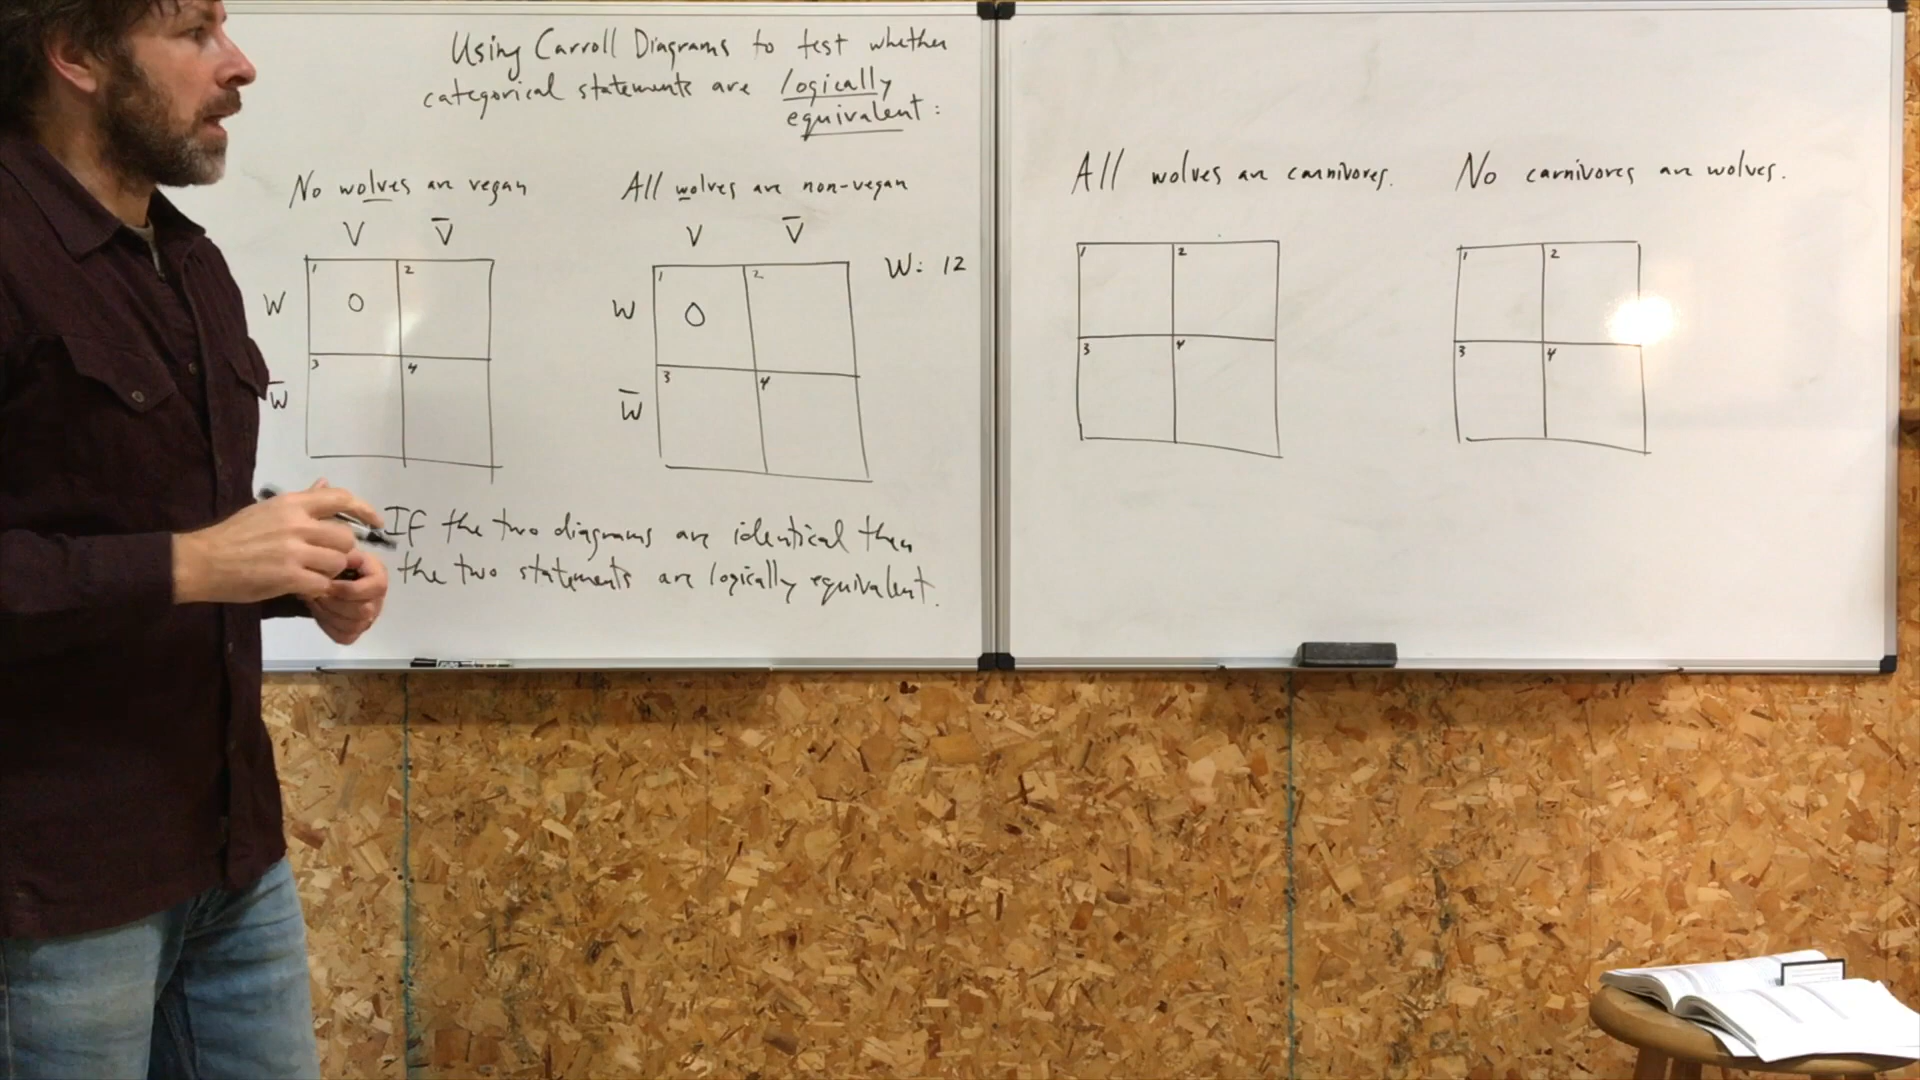 Using Carroll Diagrams to test whether
categorical statements are logically
equivalent:
No wolves are vegan
V V̅
1 2
W O
3 4
W̅
All wolves are non-vegan
V V̅
1 2
W O
3 4
W̅
W: 12
If the two diagrams are identical then
the two statements are logically equivalent.
All wolves are carnivores.
1 2
3 4
No carnivores are wolves.
1 2
3 4
EXPO